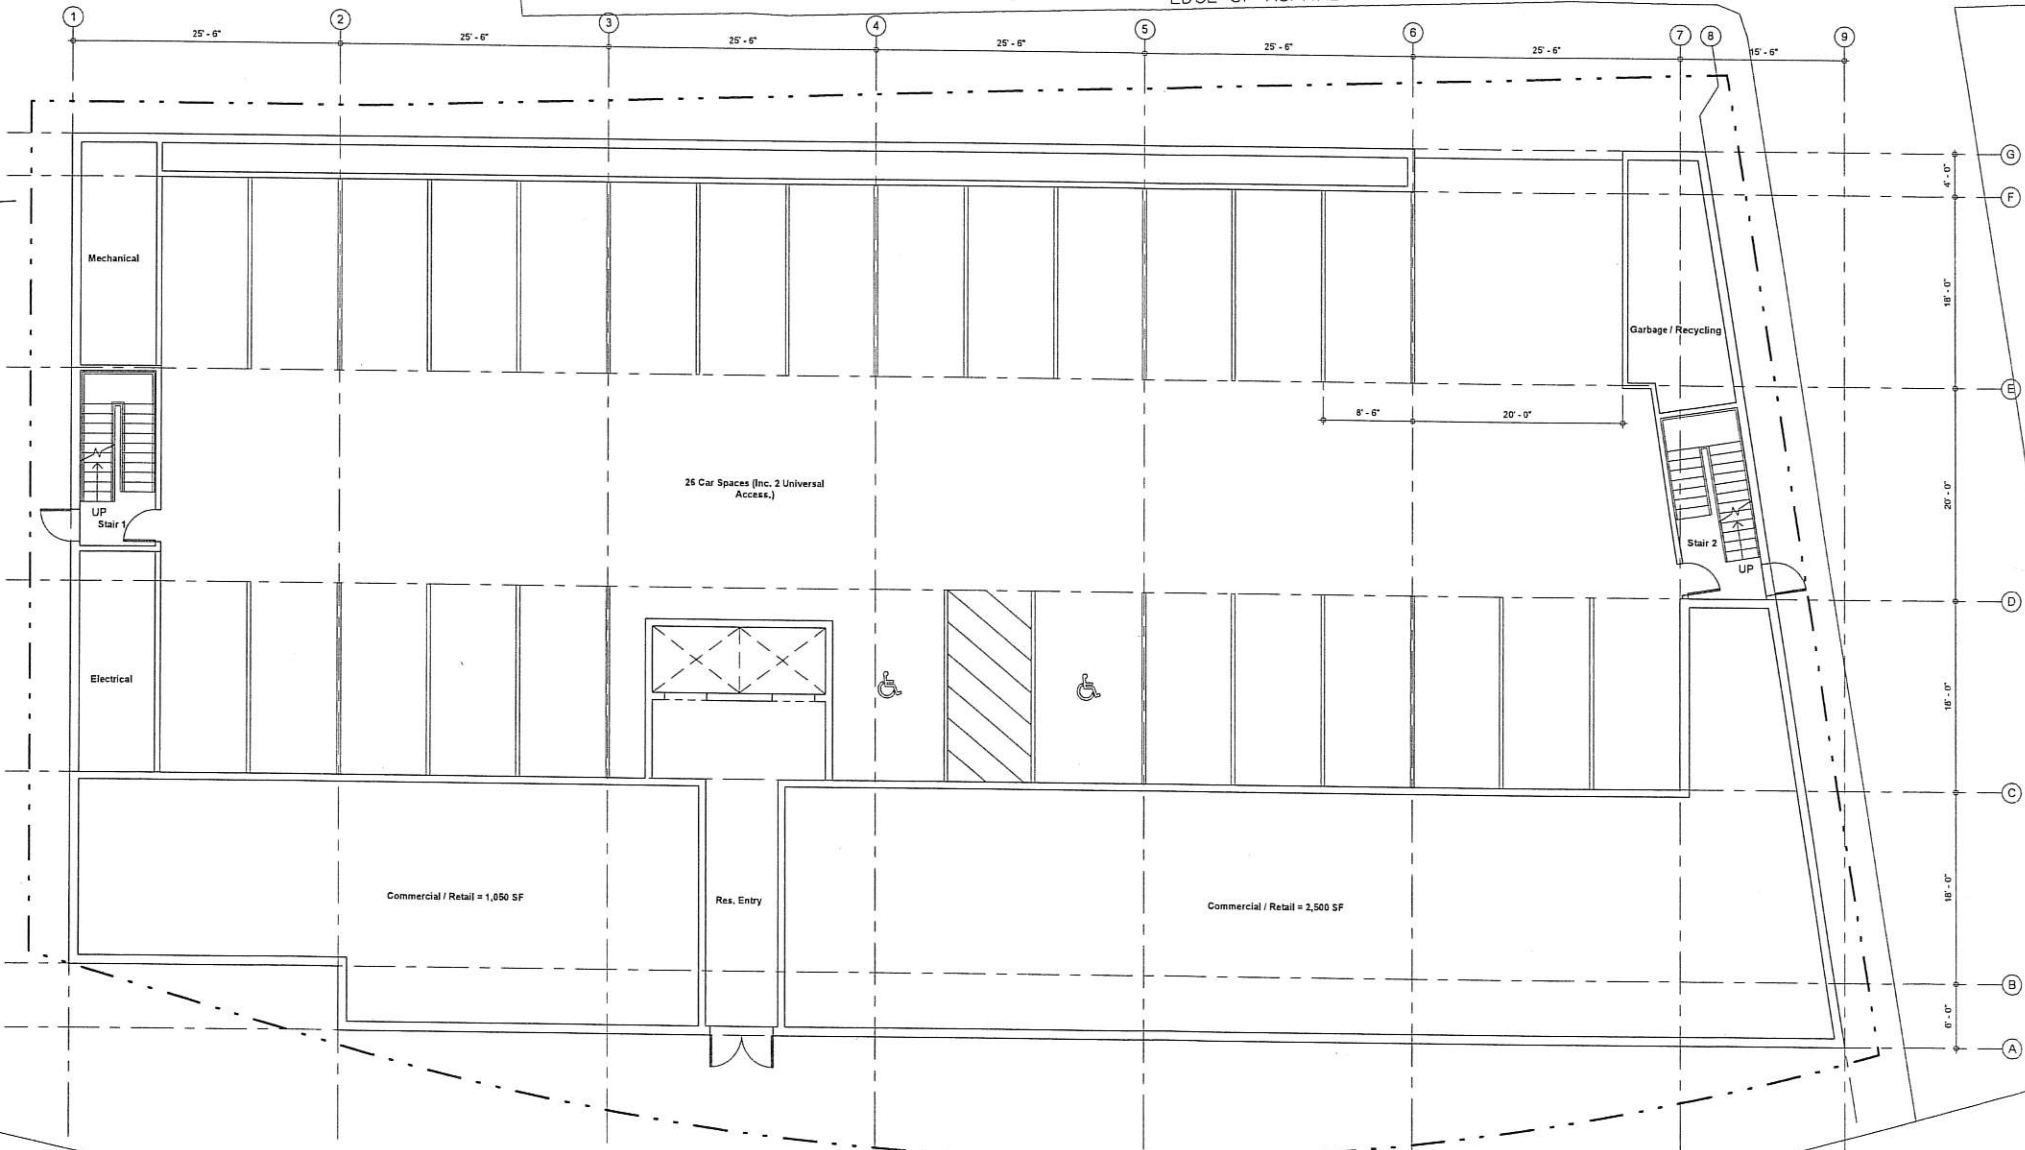 EDGE OF ASPHALT
1 2 3 4 5 6 7 8 9
25' - 6" 25' - 6" 25' - 6" 25' - 6" 25' - 6" 25' - 6" 15' - 6"
G
4' - 0"
F
Mechanical
18' - 0"
Garbage / Recycling
E
8' - 6" 20' - 0"
26 Car Spaces (Inc. 2 Universal
Access.)
20' - 0"
UP
Stair 1
Stair 2
UP
D
Electrical
18' - 0"
C
Commercial / Retail = 1,050 SF
Res. Entry
Commercial / Retail = 2,500 SF
18' - 0"
B
6' - 0"
A